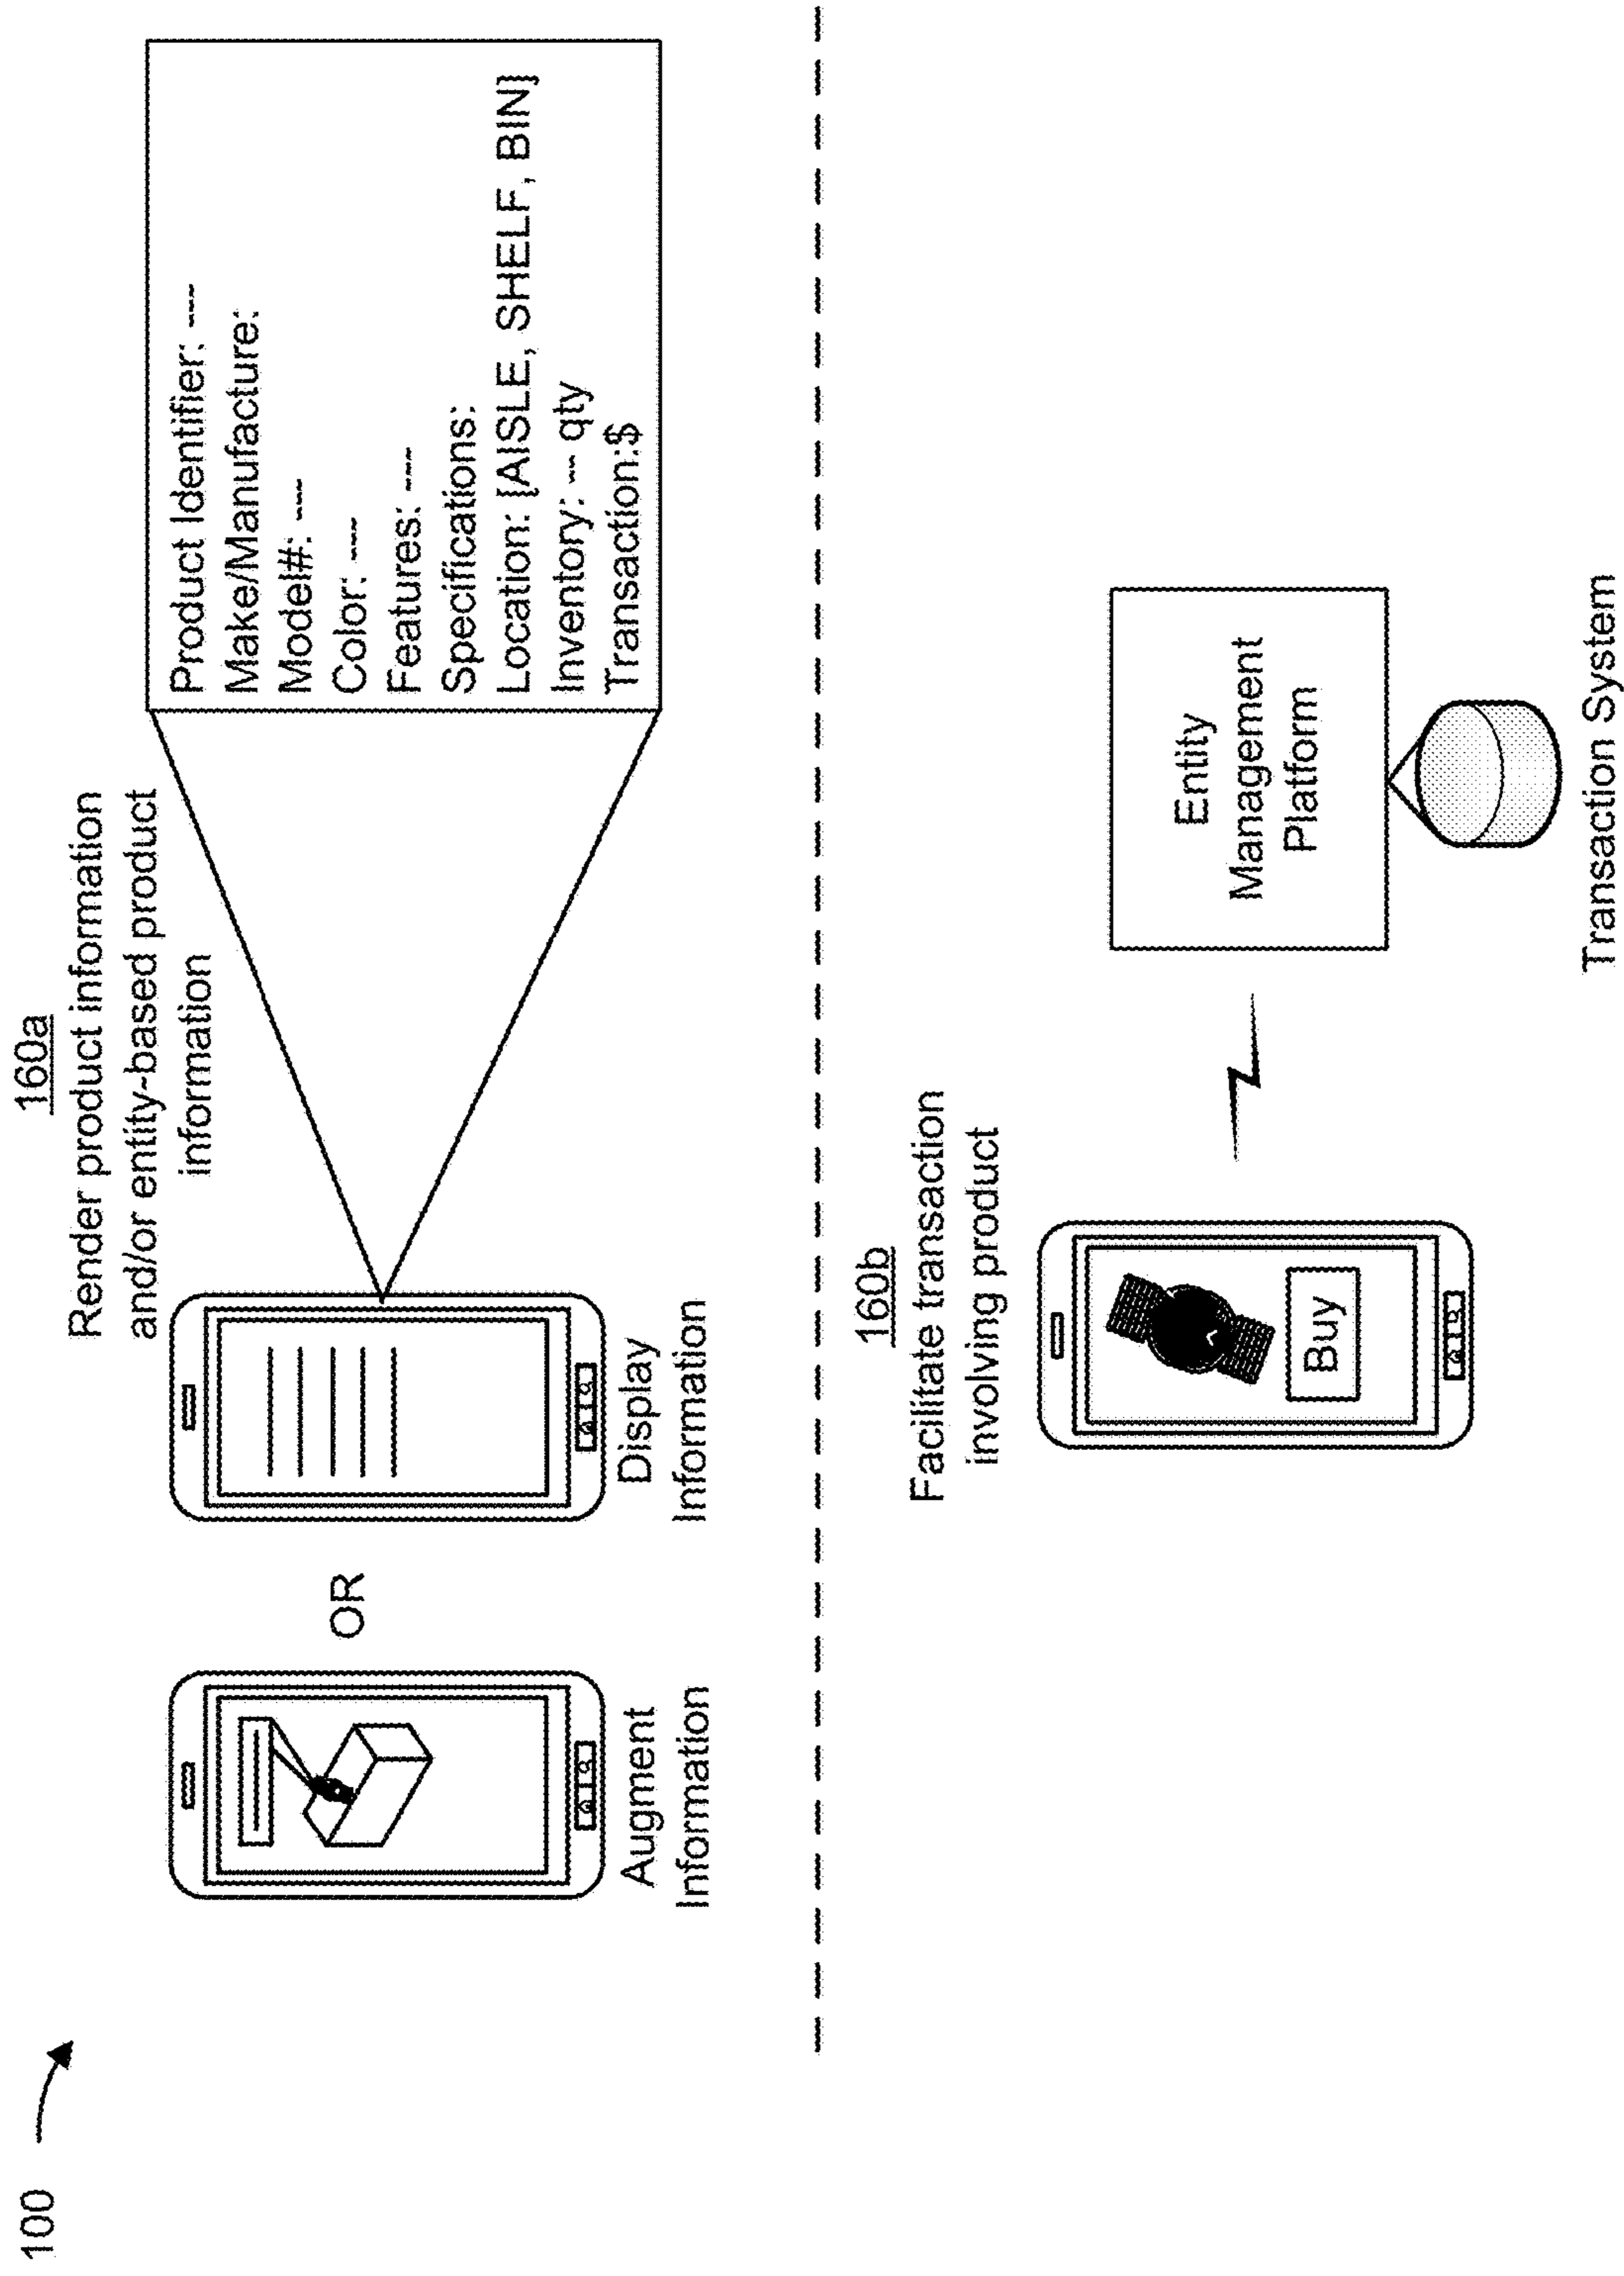 100
160a
Render product information
and/or entity-based product
information
OR
Augment
Information
Display
Information
Product Identifier: ---
Make/Manufacture:
Model#: ---
Color: ---
Features: ---
Specifications:
Location: [AISLE, SHELF, BIN]
Inventory: -- qty
Transaction:$
160b
Facilitate transaction
involving product
Buy
Entity
Management
Platform
Transaction System